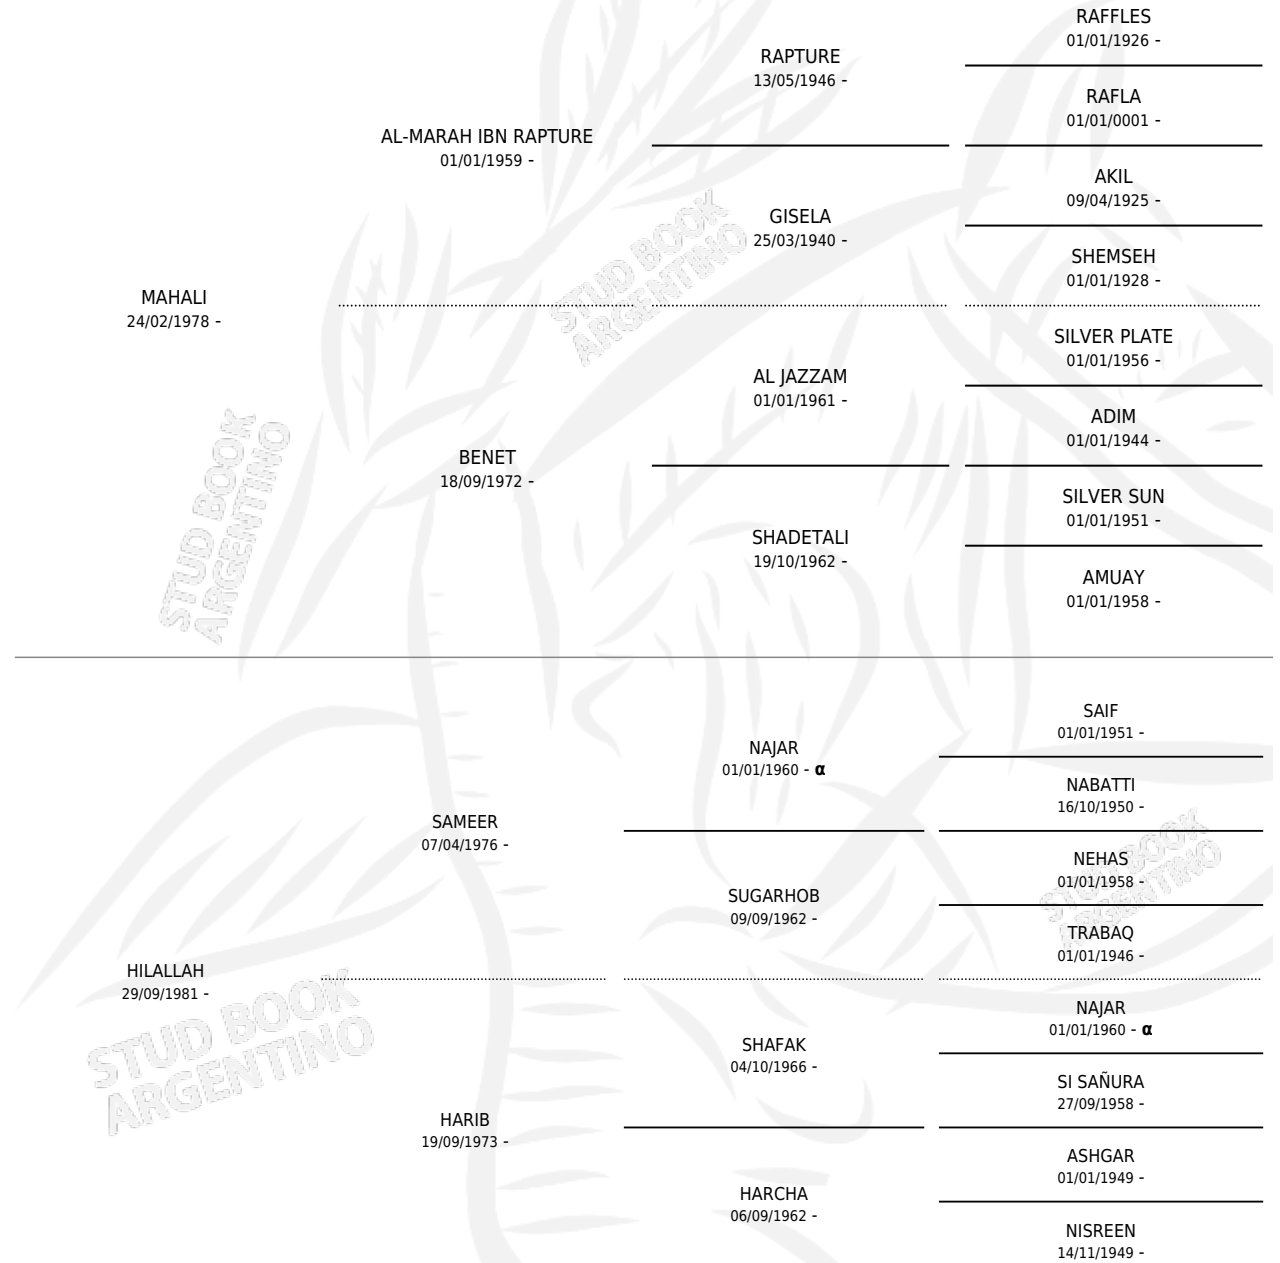 RAFFLES
01/01/1926 -
RAPTURE
13/05/1946 -
RAFLA
01/01/0001 -
AL-MARAH IBN RAPTURE
01/01/1959 -
AKIL
09/04/1925 -
GISELA
25/03/1940 -
SHEMSEH
01/01/1928 -
MAHALI
24/02/1978 -
SILVER PLATE
01/01/1956 -
AL JAZZAM
01/01/1961 -
ADIM
01/01/1944 -
BENET
18/09/1972 -
SILVER SUN
01/01/1951 -
SHADETALI
19/10/1962 -
AMUAY
01/01/1958 -
SAIF
01/01/1951 -
NAJAR
01/01/1960 - α
NABATTI
16/10/1950 -
SAMEER
07/04/1976 -
NEHAS
01/01/1958 -
SUGARHOB
09/09/1962 -
TRABAQ
01/01/1946 -
HILALLAH
29/09/1981 -
NAJAR
01/01/1960 - α
SHAFAK
04/10/1966 -
SI SAÑURA
27/09/1958 -
HARIB
19/09/1973 -
ASHGAR
01/01/1949 -
HARCHA
06/09/1962 -
NISREEN
14/11/1949 -
STUD BOOK
ARGENTINO
STUD BOOK
ARGENTINO
STUD BOOK
ARGENTINO
STUD BOOK
ARGENTINO